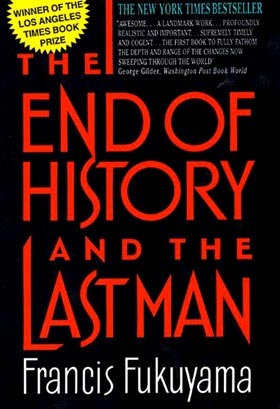 WINNER OF THE
LOS ANGELES
TIMES BOOK
PRIZE
THE NEW YORK TIMES BESTSELLER
"AWESOME. . . A LANDMARK WORK. . . PROFOUNDLY
REALISTIC AND IMPORTANT. . . SUPREMELY TIMELY
AND COGENT. . . THE FIRST BOOK TO FULLY FATHOM
THE DEPTH AND RANGE OF THE CHANGES NOW
SWEEPING THROUGH THE WORLD"
George Gilder, Washington Post Book World
THE
END OF
HISTORY
AND THE
LAST MAN
Francis Fukuyama